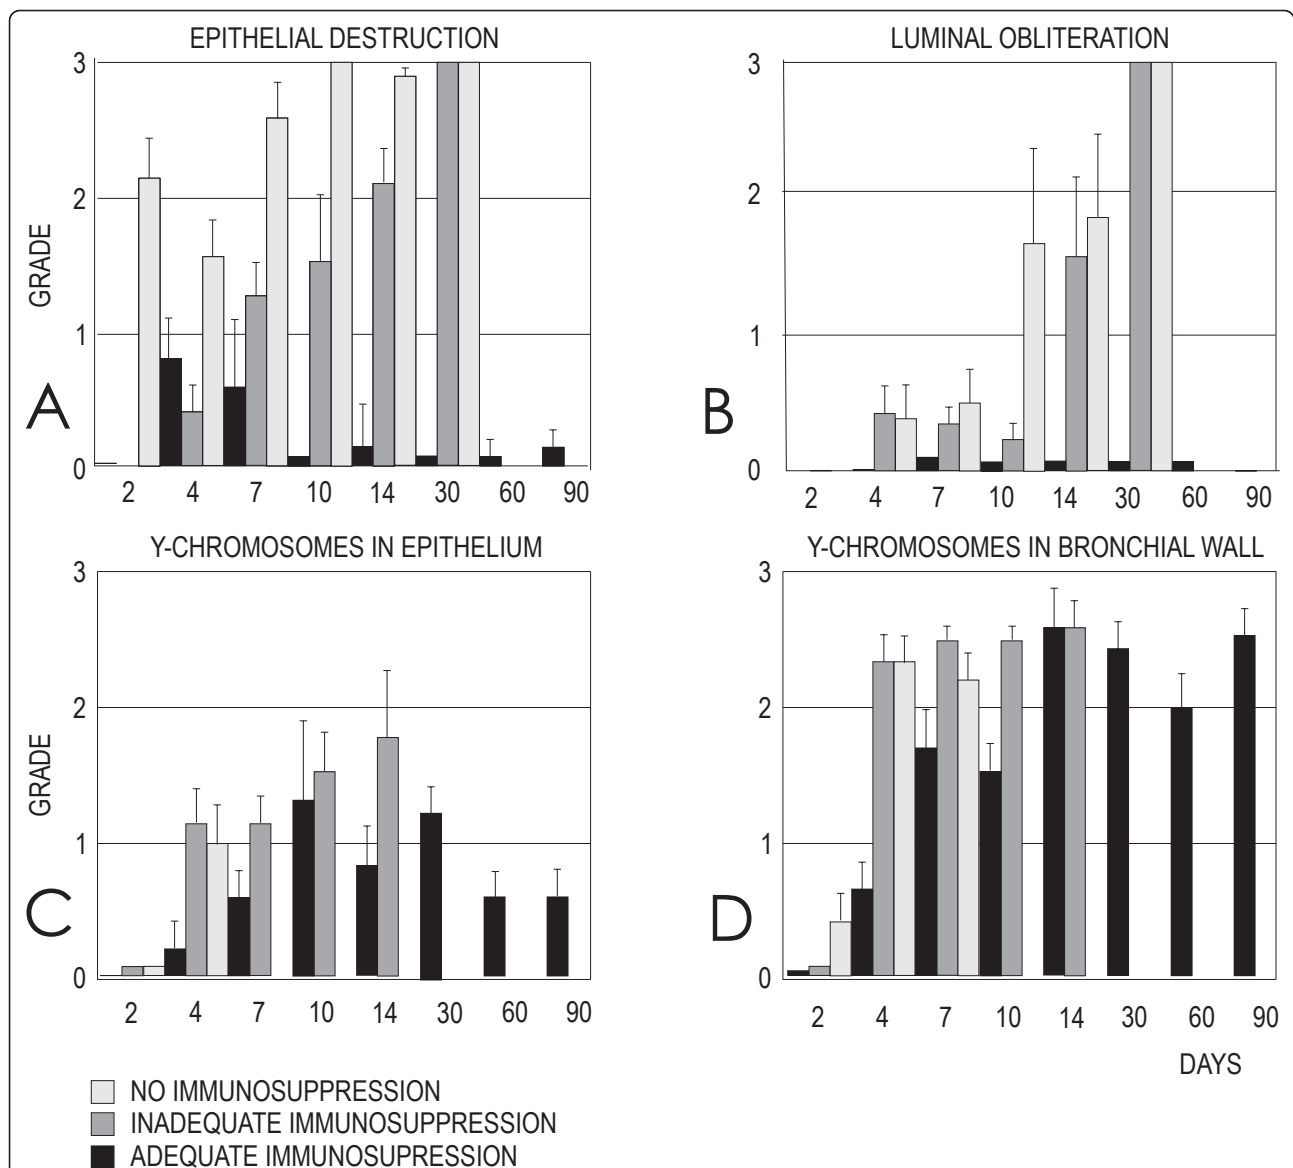 EPITHELIAL DESTRUCTION
3
2
1
0
GRADE
A
2 4 7 10 14 30 60 90
LUMINAL OBLITERATION
3
2
1
0
B
2 4 7 10 14 30 60 90
Y-CHROMOSOMES IN EPITHELIUM
3
2
1
0
GRADE
C
2 4 7 10 14 30 60 90
Y-CHROMOSOMES IN BRONCHIAL WALL
3
2
1
0
D
2 4 7 10 14 30 60 90
DAYS
NO IMMUNOSUPPRESSION
INADEQUATE IMMUNOSUPPRESSION
ADEQUATE IMMUNOSUPRESSION